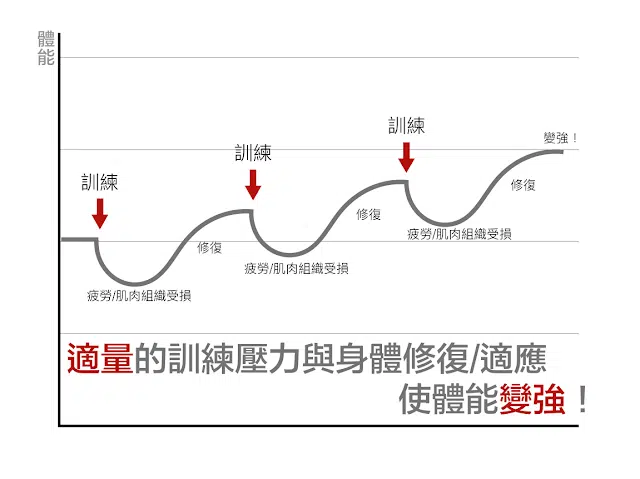 體能
訓練
變強！
訓練
訓練
修復
修復
疲勞/肌肉組織受損
修復
疲勞/肌肉組織受損
疲勞/肌肉組織受損
適量的訓練壓力與身體修復/適應
使體能變強！